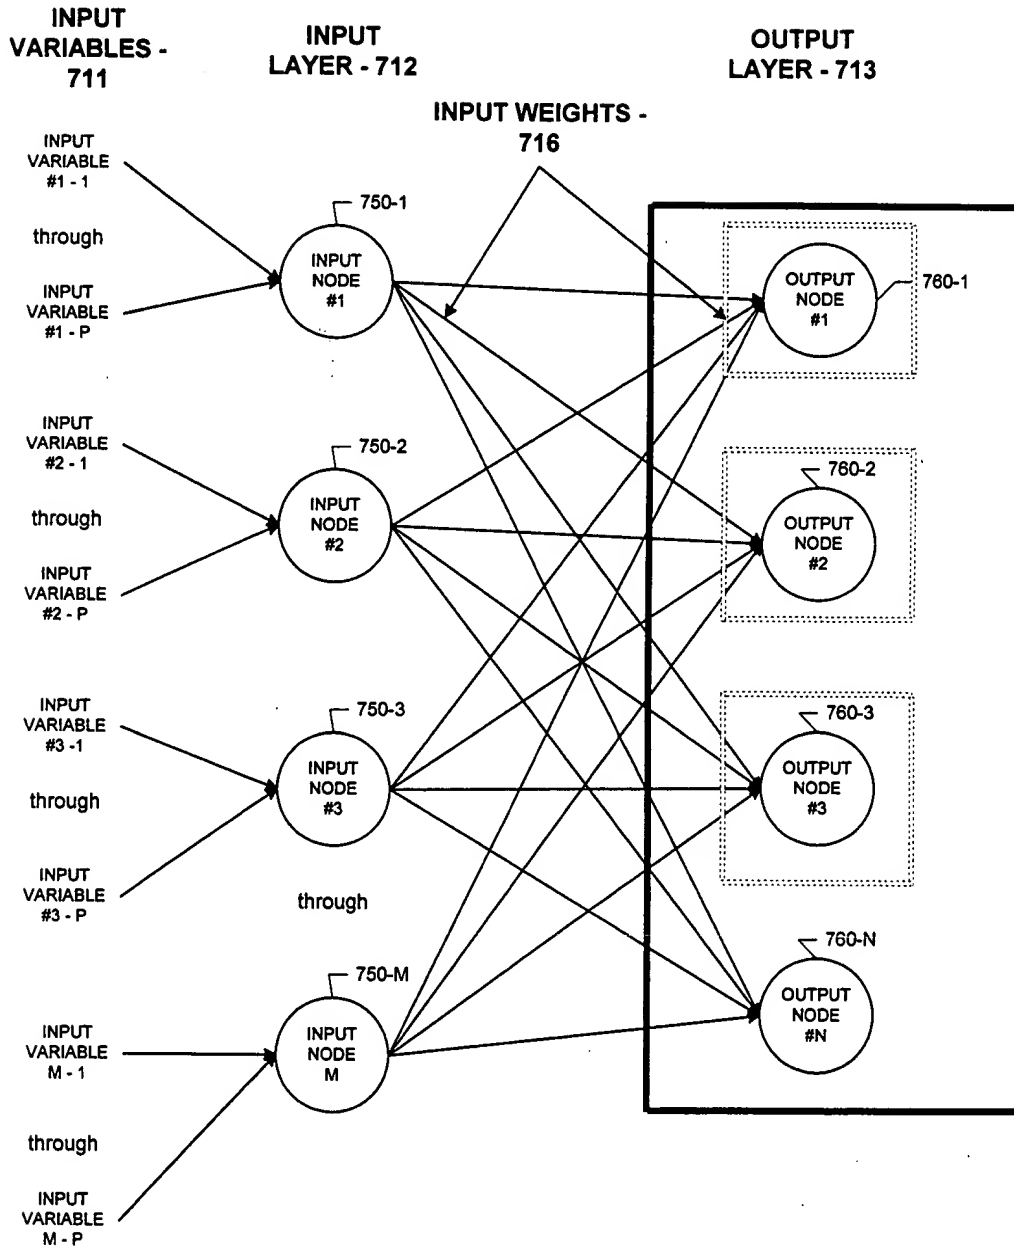 INPUT
VARIABLES -
711
INPUT
LAYER - 712
OUTPUT
LAYER - 713
INPUT WEIGHTS -
716
INPUT
VARIABLE
#1 - 1
through
INPUT
VARIABLE
#1 - P
750-1
INPUT
NODE
#1
OUTPUT
NODE
#1
760-1
INPUT
VARIABLE
#2 - 1
through
INPUT
VARIABLE
#2 - P
750-2
INPUT
NODE
#2
760-2
OUTPUT
NODE
#2
INPUT
VARIABLE
#3 -1
through
INPUT
VARIABLE
#3 - P
750-3
INPUT
NODE
#3
through
760-3
OUTPUT
NODE
#3
760-N
OUTPUT
NODE
#N
750-M
INPUT
NODE
M
INPUT
VARIABLE
M - 1
through
INPUT
VARIABLE
M - P